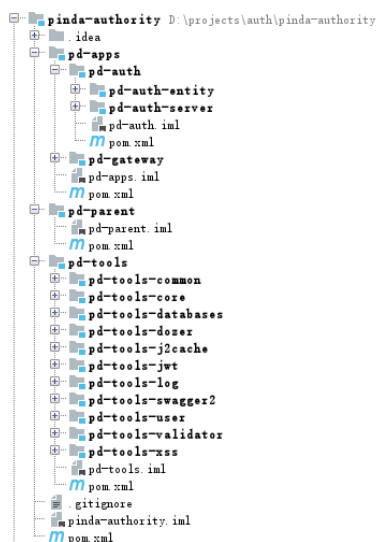 pinda-authority D:\projects\auth\pinda-authority
.idea
pd-apps
pd-auth
pd-auth-entity
pd-auth-server
pd-auth.iml
pom.xml
pd-gateway
pd-apps.iml
pom.xml
pd-parent
pd-parent.iml
pom.xml
pd-tools
pd-tools-common
pd-tools-core
pd-tools-databases
pd-tools-dozer
pd-tools-j2cache
pd-tools-jwt
pd-tools-log
pd-tools-swagger2
pd-tools-user
pd-tools-validator
pd-tools-xss
pd-tools.iml
pom.xml
.gitignore
pinda-authority.iml
pom.xml